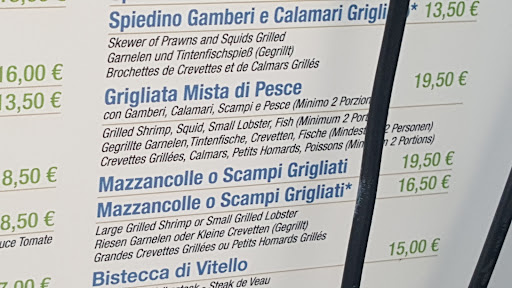 Spiedino Gamberi e Calamari Grigliato* 13,50 €
Skewer of Prawns and Squids Grilled
Garnelen und Tintenfischspieß (Gegrillt)
16,00 €
Brochettes de Crevettes et de Calmars Grillés
13,50 €
Grigliata Mista di Pesce 19,50 €
con Gamberi, Calamari, Scampi e Pesce (Minimo 2 Porzioni)
Grilled Shrimp, Squid, Small Lobster, Fish (Minimum 2
Gegrillte Garnelen, Tintenfische, Crevetten, Fische 2 Personen)
Crevettes Grillées, Calmars, Petits Homards, Poissons 2 Portions)
8,50 €
Mazzancolle o Scampi Grigliati 19,50 €
Mazzancolle o Scampi Grigliati* 16,50 €
8,50 €
Large Grilled Shrimp or Small Grilled Lobster
uce Tomate
Riesen Garnelen oder Kleine Crevetten (Gegrillt)
Grandes Crevettes Grillées ou Petits Homards Grillés
Bistecca di Vitello 15,00 €
Steak de Veau